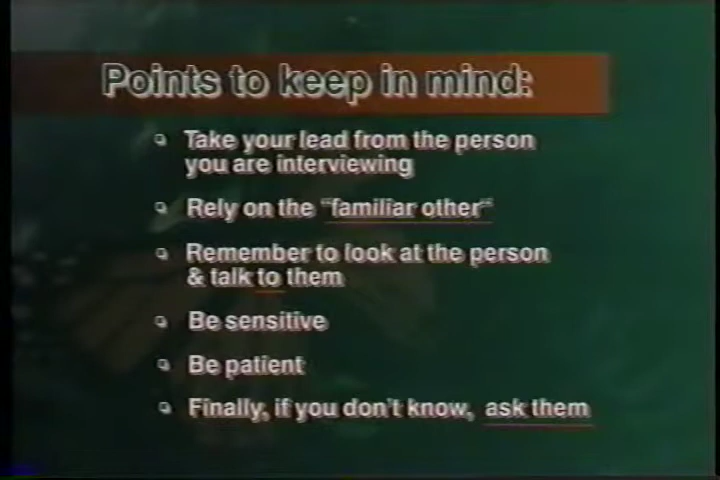 Points to keep in mind:
Take your lead from the person
you are interviewing
Rely on the "familiar other"
Remember to look at the person
& talk to them
Be sensitive
Be patient
Finally, if you don't know, ask them